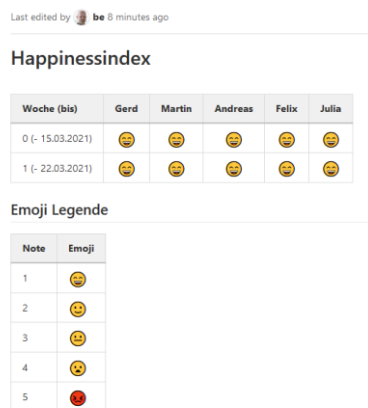 Last edited by be 8 minutes ago
Happinessindex
Woche (bis) Gerd Martin Andreas Felix Julia
0 (- 15.03.2021) 😄 😄 😄 😄 😄
1 (- 22.03.2021) 😄 😄 😄 😄 😄
Emoji Legende
Note Emoji
1 😄
2 🙂
3 😐
4 😦
5 😡